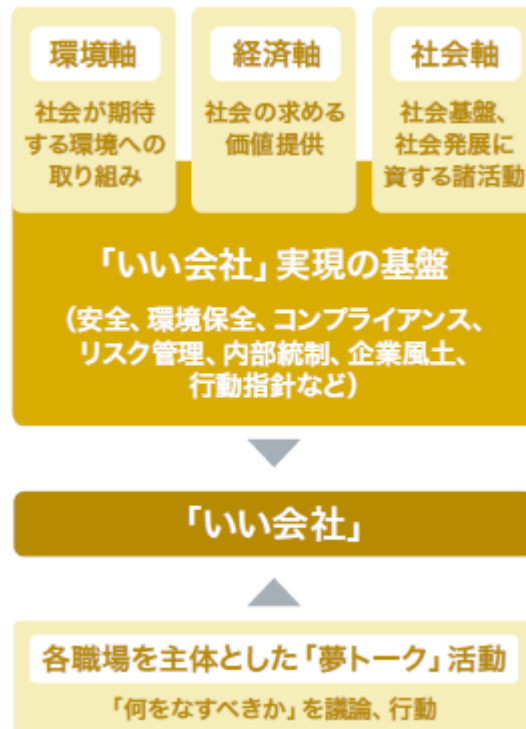 環境軸
社会が期待
する環境への
取り組み
経済軸
社会の求める
価値提供
社会軸
社会基盤、
社会発展に
資する諸活動
「いい会社」実現の基盤
（安全、環境保全、コンプライアンス、
リスク管理、内部統制、企業風土、
行動指針など）
「いい会社」
各職場を主体とした「夢トーク」活動
「何をなすべきか」を議論、行動